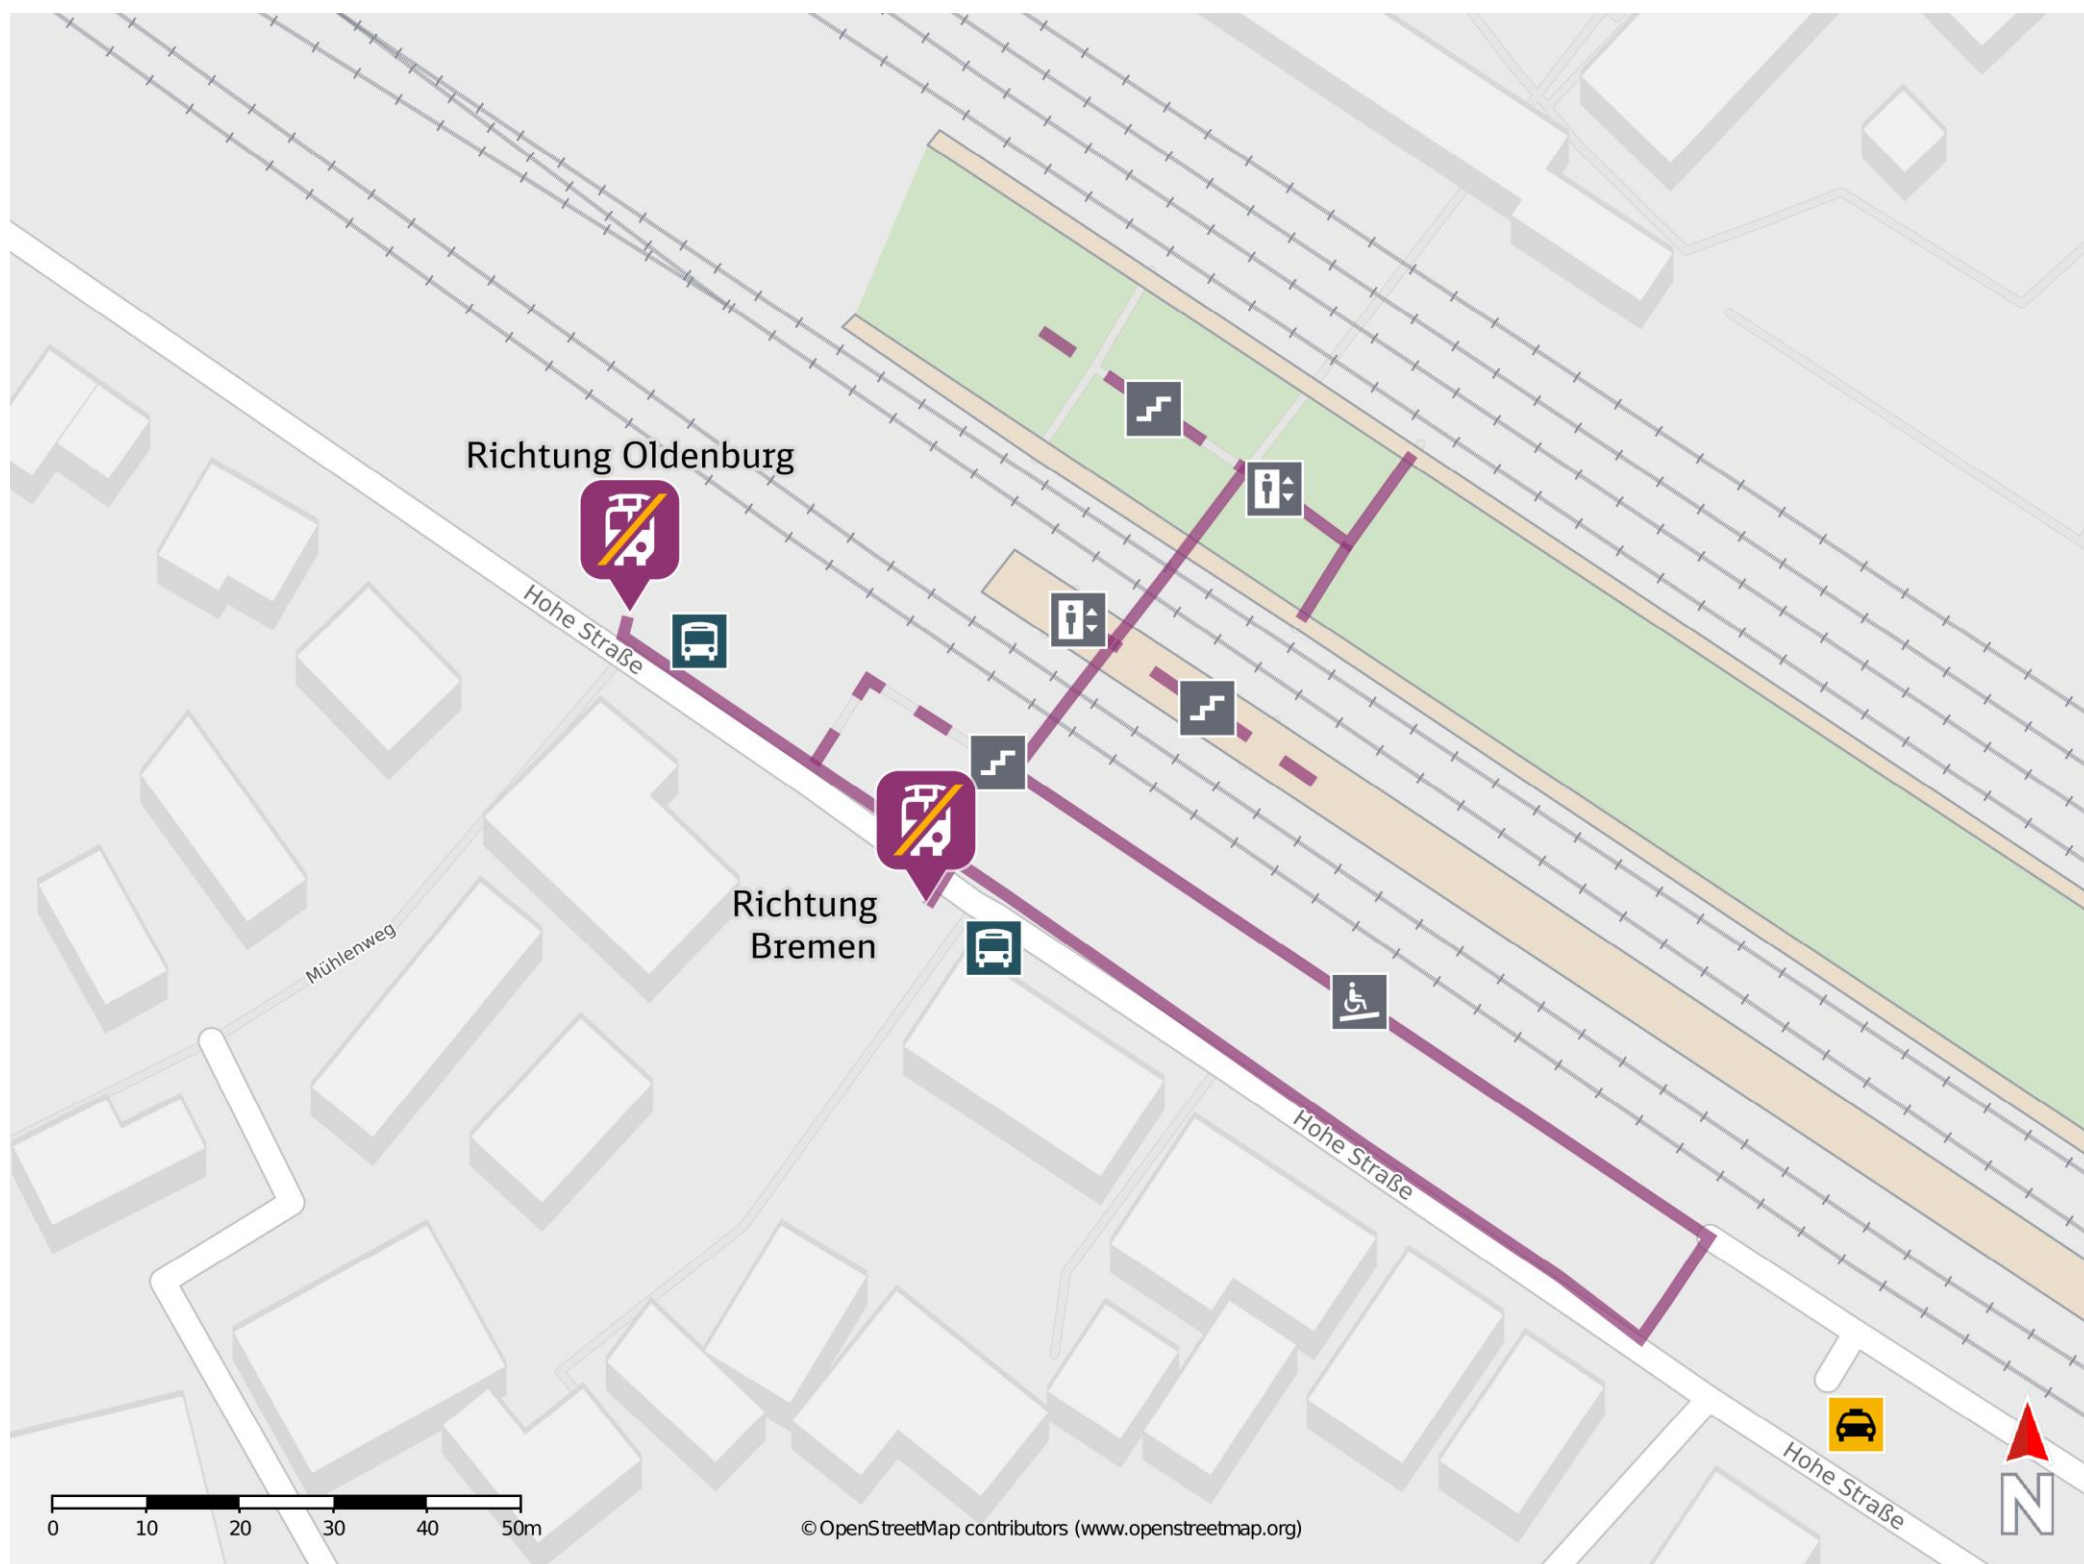 Richtung Oldenburg
Hohe Straße
Richtung
Bremen
Mühlenweg
Hohe Straße
Hohe Straße
N
0 10 20 30 40 50m
© OpenStreetMap contributors (www.openstreetmap.org)